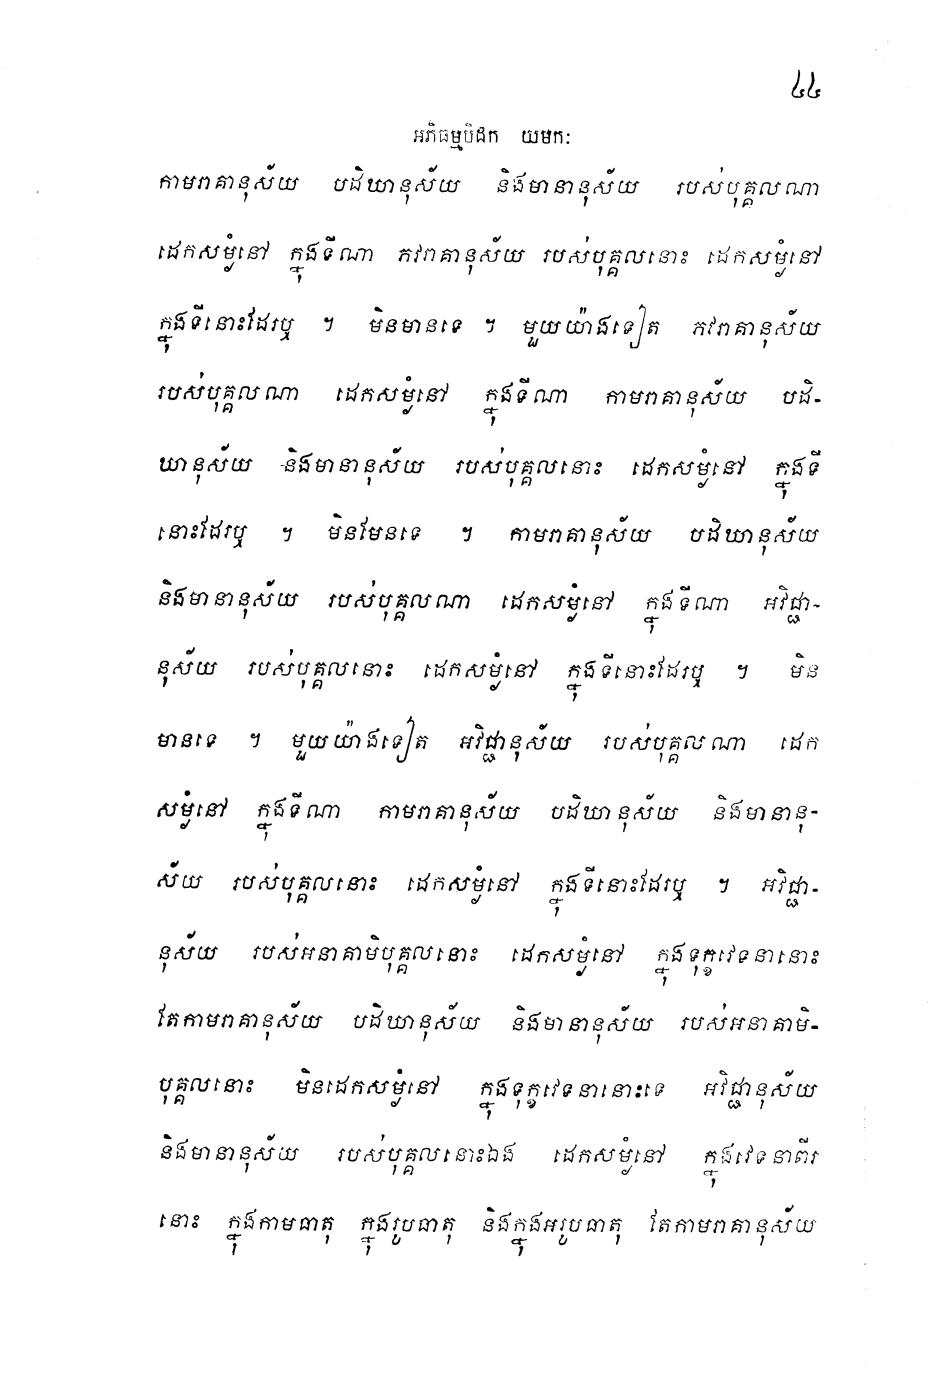 ៤៤
អភិធម្មបិដក យមកៈ
កាមរាគានុស័យ បដិឃានុស័យ និងមានានុស័យ របស់បុគ្គលណា
ដេកសម្ងំនៅ ក្នុងទីណា ភវរាគានុស័យ របស់បុគ្គលនោះ ដេកសម្ងំនៅ
ក្នុងទីនោះដែរឬ ។ មិនមានទេ ។ មួយយ៉ាងទៀត ភវរាគានុស័យ
របស់បុគ្គលណា ដេកសម្ងំនៅ ក្នុងទីណា កាមរាគានុស័យ បដិ-
ឃានុស័យ និងមានានុស័យ របស់បុគ្គលនោះ ដេកសម្ងំនៅ ក្នុងទី
នោះដែរឬ ។ មិនមែនទេ ។ កាមរាគានុស័យ បដិឃានុស័យ
និងមានានុស័យ របស់បុគ្គលណា ដេកសម្ងំនៅ ក្នុងទីណា អវិជ្ជា-
នុស័យ របស់បុគ្គលនោះ ដេកសម្ងំនៅ ក្នុងទីនោះដែរឬ ។ មិន
មានទេ ។ មួយយ៉ាងទៀត អវិជ្ជានុស័យ របស់បុគ្គលណា ដេក
សម្ងំនៅ ក្នុងទីណា កាមរាគានុស័យ បដិឃានុស័យ និងមានានុ-
ស័យ របស់បុគ្គលនោះ ដេកសម្ងំនៅ ក្នុងទីនោះដែរឬ ។ អវិជ្ជា-
នុស័យ របស់អនាគាមិបុគ្គលនោះ ដេកសម្ងំនៅ ក្នុងទុក្ខវេទនានោះ
តែកាមរាគានុស័យ បដិឃានុស័យ និងមានានុស័យ របស់អនាគាមិ-
បុគ្គលនោះ មិនដេកសម្ងំនៅ ក្នុងទុក្ខវេទនានោះទេ អវិជ្ជានុស័យ
និងមានានុស័យ របស់បុគ្គលនោះឯង ដេកសម្ងំនៅ ក្នុងវេទនាពីរ
នោះ ក្នុងកាមធាតុ ក្នុងរូបធាតុ និងក្នុងអរូបធាតុ តែកាមរាគានុស័យ